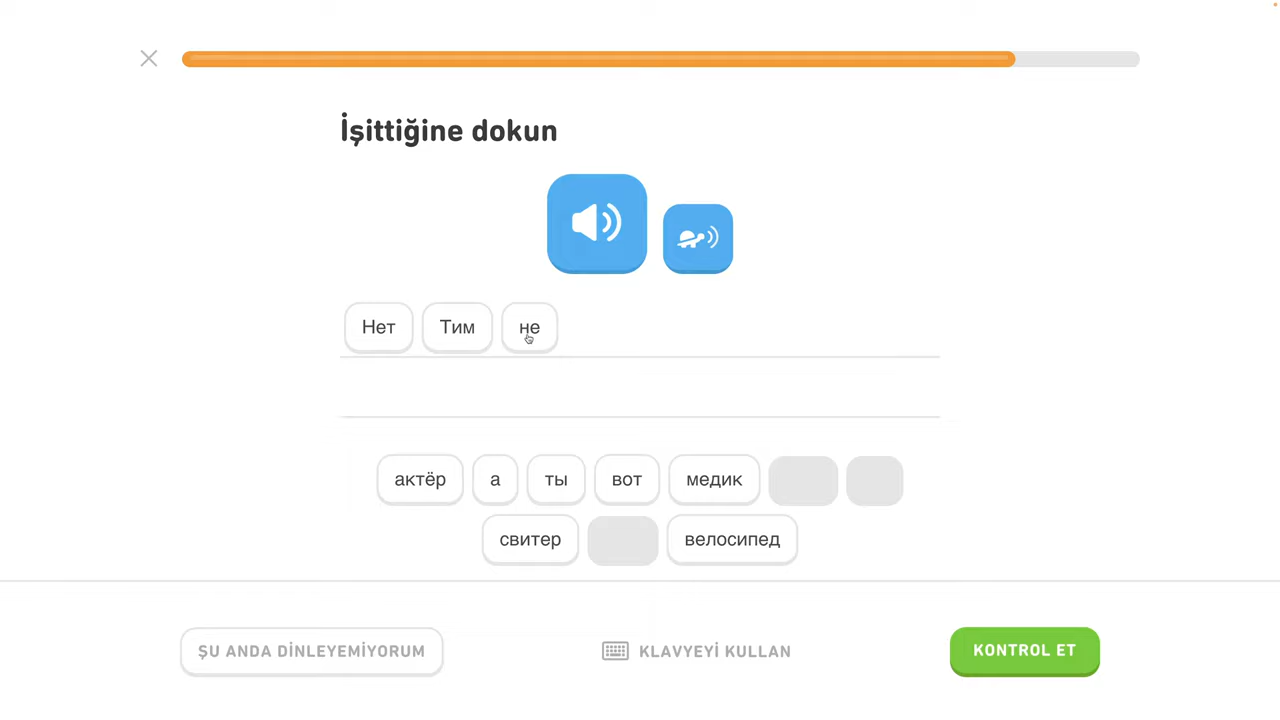 İşittiğine dokun
Нет Тим не
актёр а ты вот медик
свитер велосипед
ŞU ANDA DİNLEYEMİYORUM KLAVYEYİ KULLAN KONTROL ET